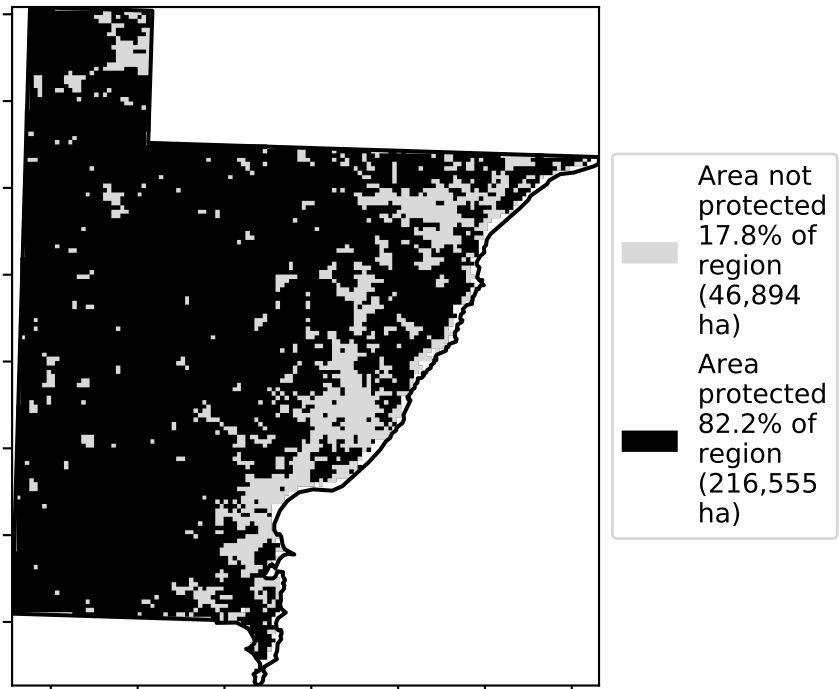 Area not
protected
17.8% of
region
(46,894
ha)
Area
protected
82.2% of
region
(216,555
ha)